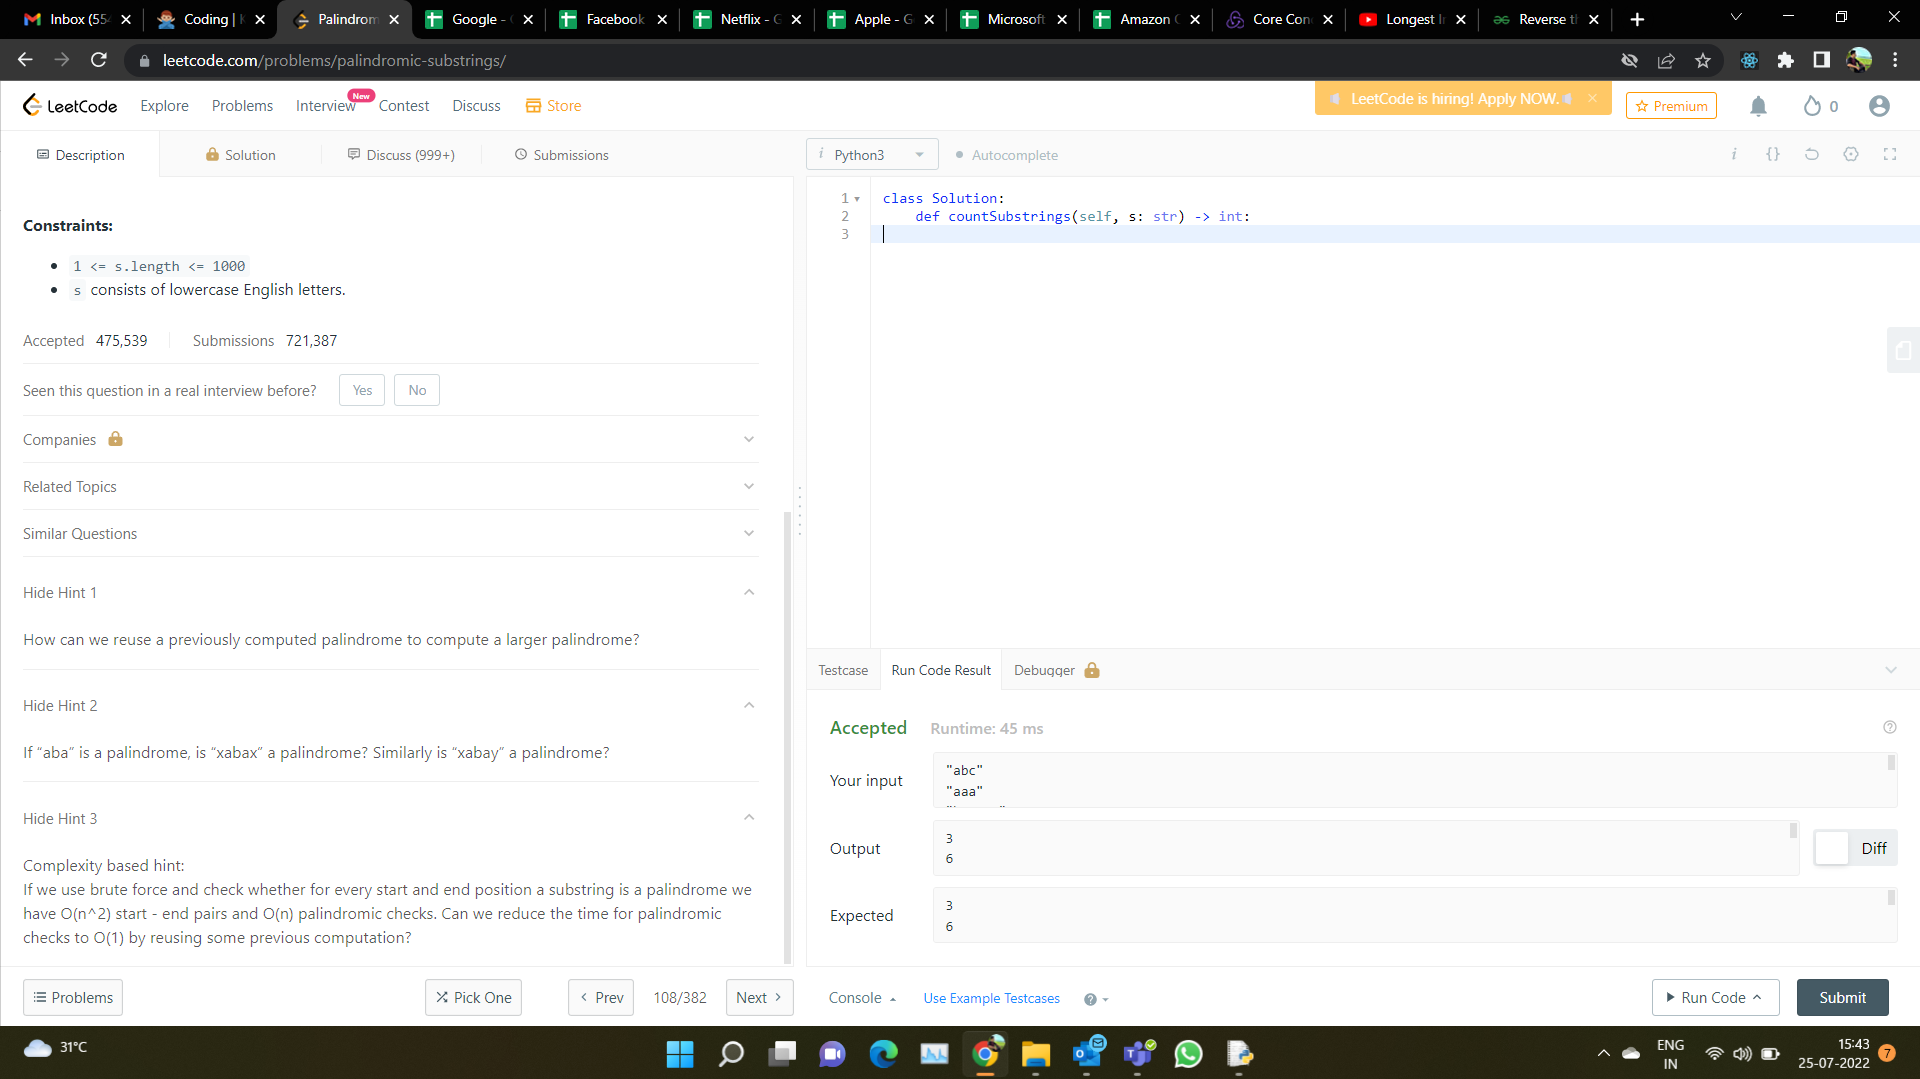 Inbox (554
Coding |
Palindrom
Google -
Facebook
Netflix - G
Apple - G
Microsoft
Amazon
Core Con
Longest I
Reverse t
leetcode.com/problems/palindromic-substrings/
LeetCode
Explore
Problems
Interview
New
Contest
Discuss
Store
LeetCode is hiring! Apply NOW.
Premium
0
Description
Solution
Discuss (999+)
Submissions
i Python3
Autocomplete
i {}
Constraints:
• 1 <= s.length <= 1000
• s consists of lowercase English letters.
Accepted 475,539 Submissions 721,387
Seen this question in a real interview before? Yes No
Companies
Related Topics
Similar Questions
Hide Hint 1
How can we reuse a previously computed palindrome to compute a larger palindrome?
Hide Hint 2
If “aba” is a palindrome, is “xabax” a palindrome? Similarly is “xabay” a palindrome?
Hide Hint 3
Complexity based hint:
If we use brute force and check whether for every start and end position a substring is a palindrome we
have O(n^2) start - end pairs and O(n) palindromic checks. Can we reduce the time for palindromic
checks to O(1) by reusing some previous computation?
Problems
Pick One
Prev
108/382
Next
1 class Solution:
2 def countSubstrings(self, s: str) -> int:
3
Testcase
Run Code Result
Debugger
Accepted Runtime: 45 ms
Your input
"abc"
"aaa"
Output
3
6
Diff
Expected
3
6
Console
Use Example Testcases
Run Code
Submit
31°C
ENG
IN
15:43
25-07-2022
7